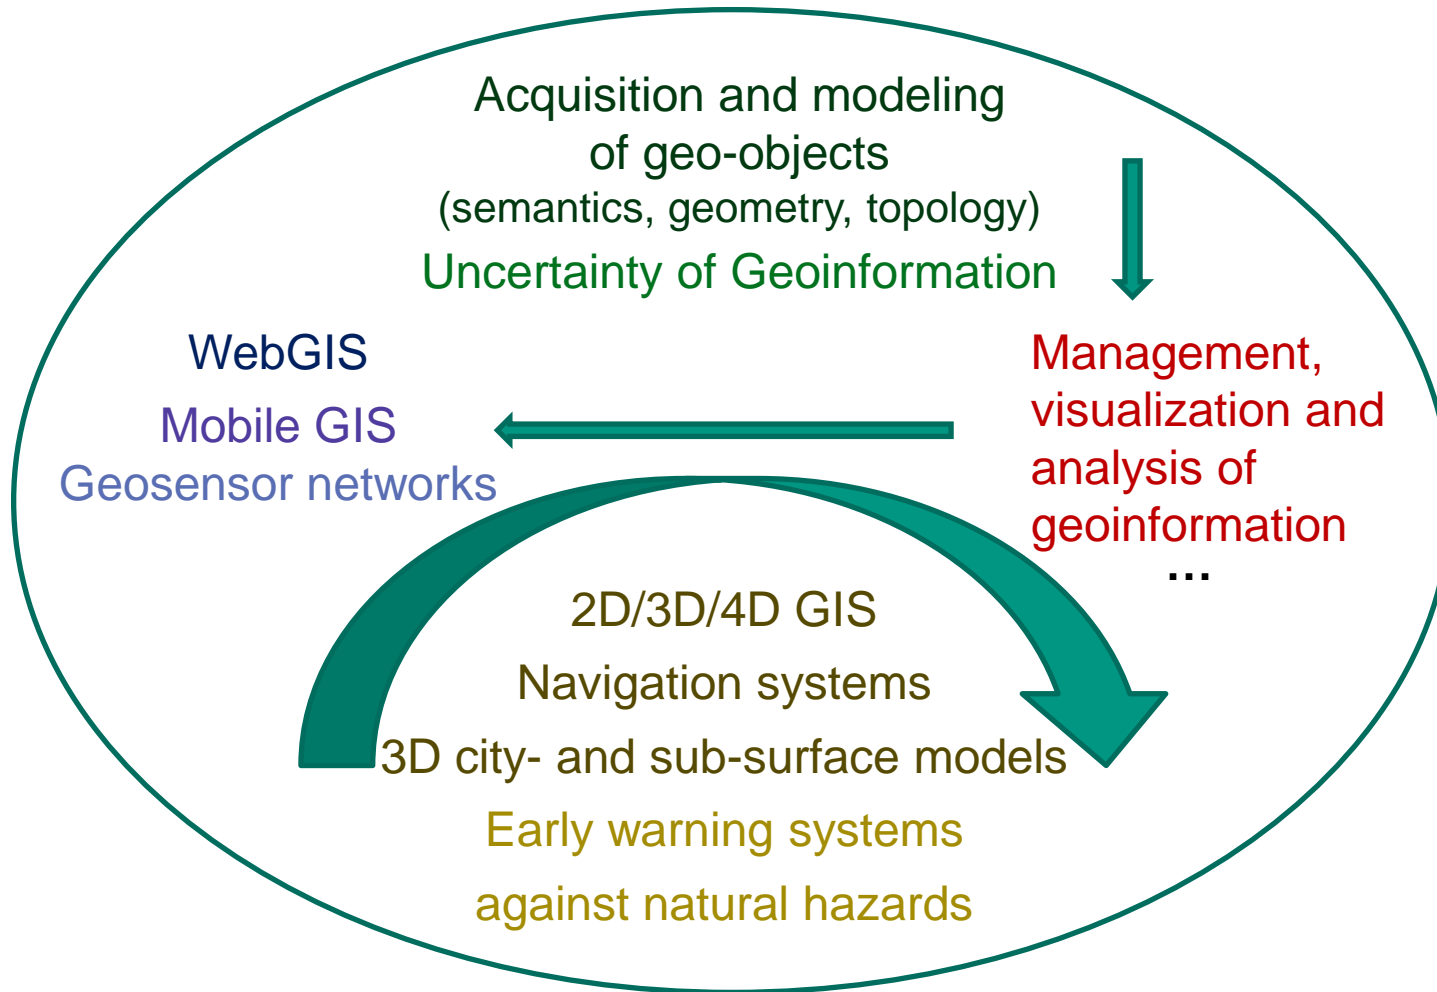 Acquisition and modeling
of geo-objects
(semantics, geometry, topology)
Uncertainty of Geoinformation
WebGIS
Mobile GIS
Geosensor networks
Management,
visualization and
analysis of
geoinformation
...
2D/3D/4D GIS
Navigation systems
3D city- and sub-surface models
Early warning systems
against natural hazards